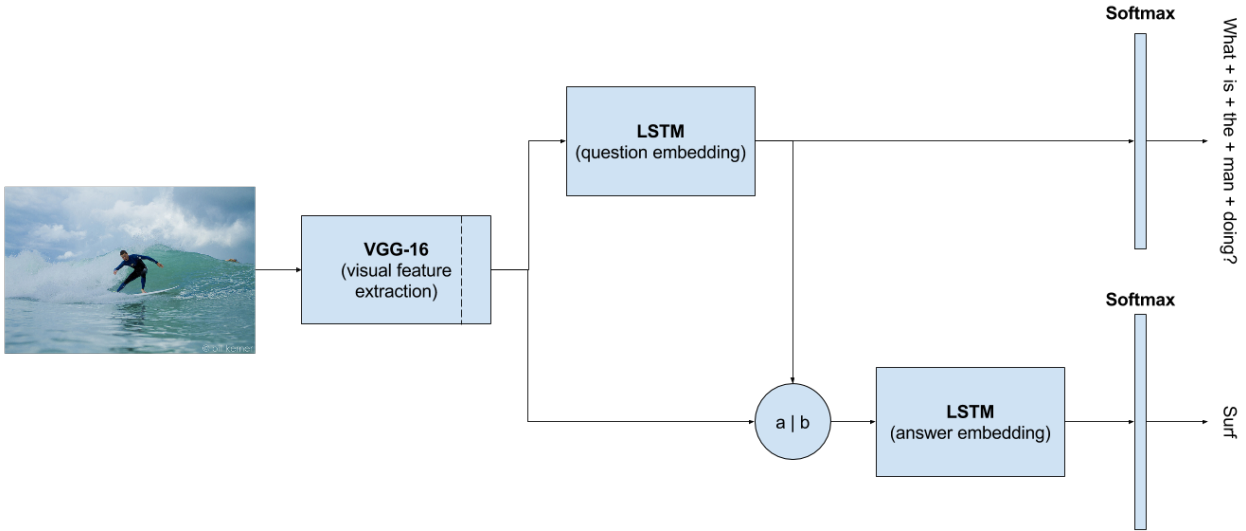 Softmax
What + is + the + man + doing?
LSTM
(question embedding)
VGG-16
(visual feature
extraction)
Softmax
a | b
LSTM
(answer embedding)
Surf